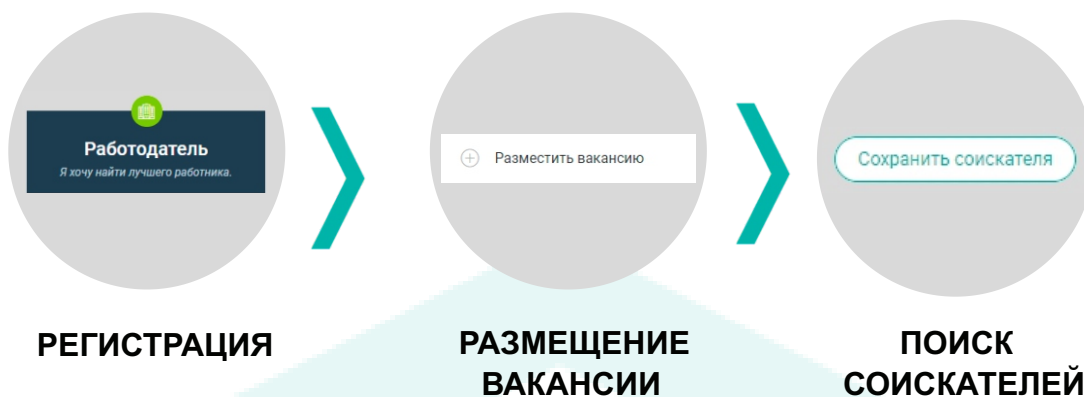 Работодатель
Я хочу найти лучшего работника.
Разместить вакансию
Сохранить соискателя
РЕГИСТРАЦИЯ
РАЗМЕЩЕНИЕ
ВАКАНСИИ
ПОИСК
СОИСКАТЕЛЕЙ